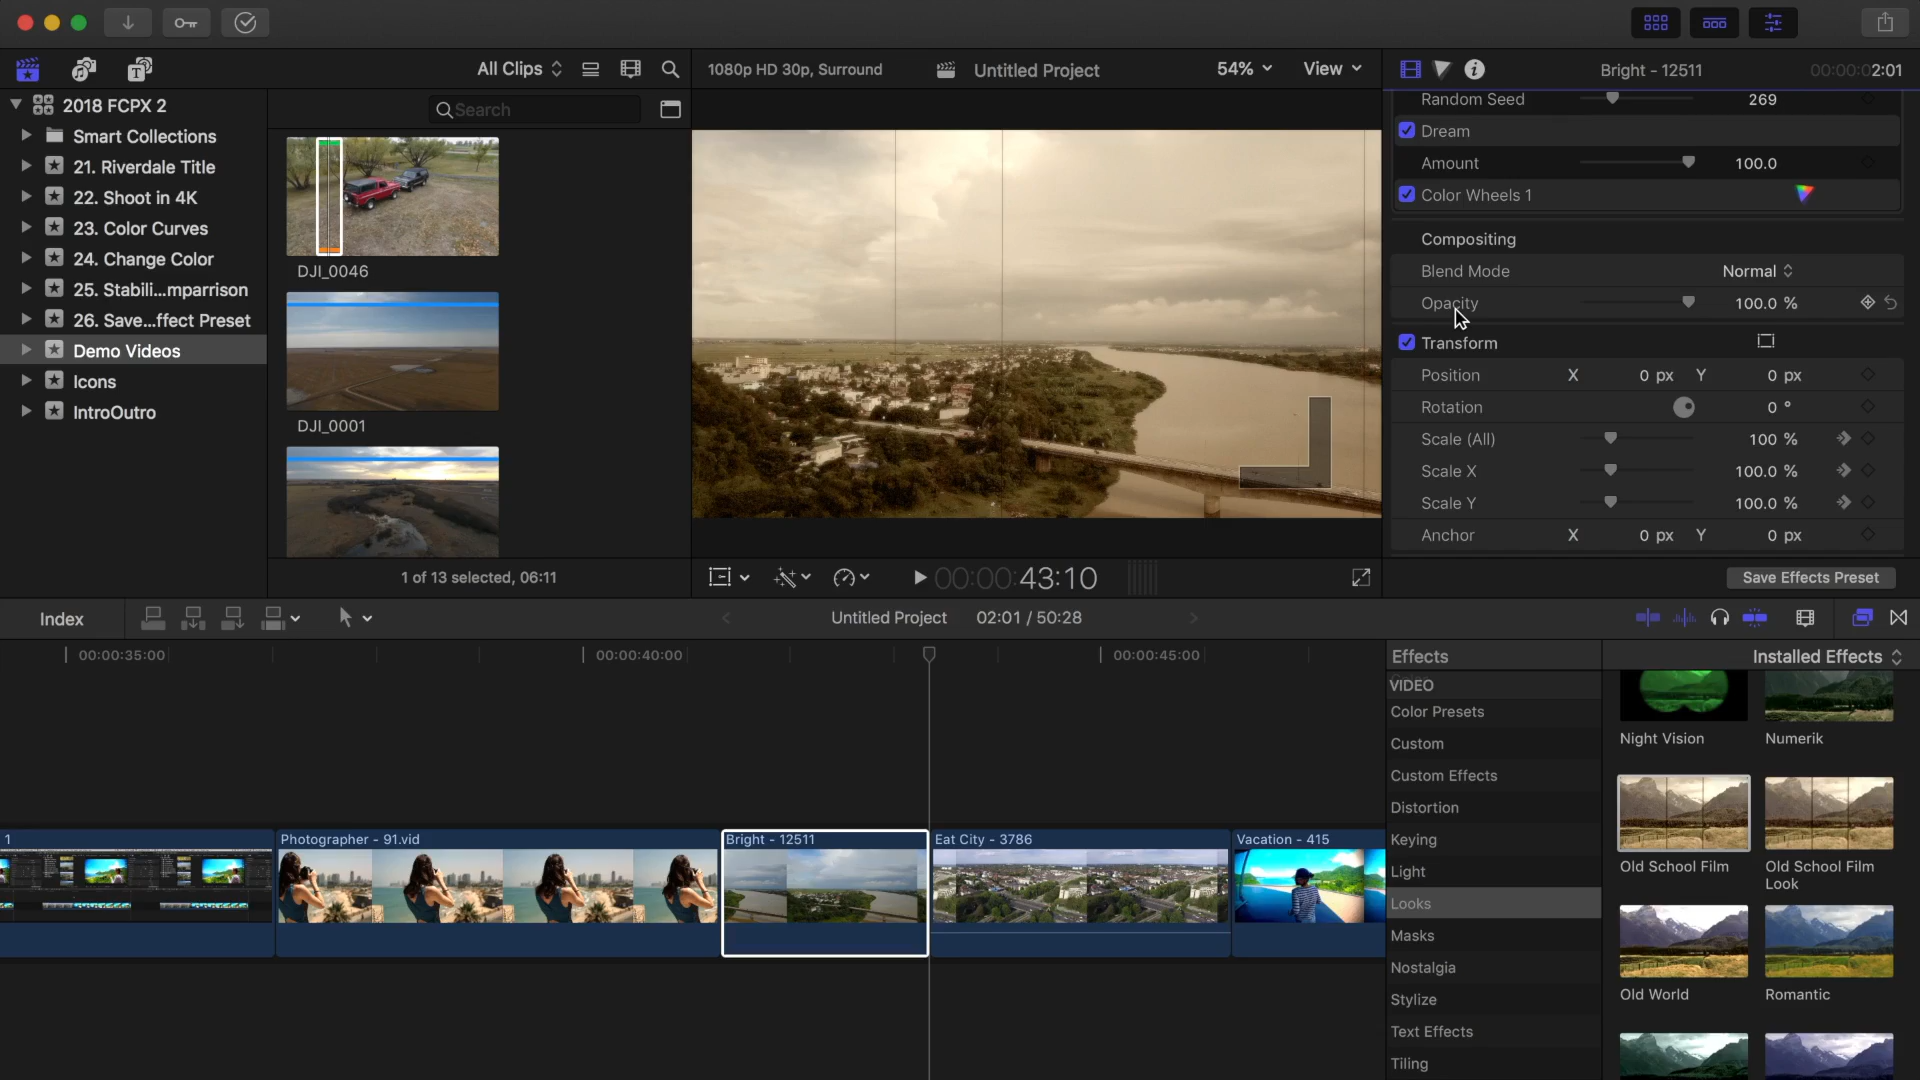 All Clips
1080p HD 30p, Surround
Untitled Project
54%
View
Bright - 12511
00:00:02:01
2018 FCPX 2
Smart Collections
21. Riverdale Title
22. Shoot in 4K
23. Color Curves
24. Change Color
25. Stabili...mparrison
26. Save...ffect Preset
Demo Videos
Icons
IntroOutro
Search
DJI_0046
DJI_0001
1 of 13 selected, 06:11
00:00:43:10
Random Seed 269
Dream
Amount 100.0
Color Wheels 1
Compositing
Blend Mode Normal
Opacity 100.0 %
Transform
Position X 0 px Y 0 px
Rotation 0 °
Scale (All) 100 %
Scale X 100.0 %
Scale Y 100.0 %
Anchor X 0 px Y 0 px
Save Effects Preset
Index
Untitled Project 02:01 / 50:28
00:00:35:00
00:00:40:00
00:00:45:00
1
Photographer - 91.vid
Bright - 12511
Eat City - 3786
Vacation - 415
Effects
Installed Effects
VIDEO
Color Presets
Custom
Custom Effects
Distortion
Keying
Light
Looks
Masks
Nostalgia
Stylize
Text Effects
Tiling
Night Vision
Numerik
Old School Film
Old School Film
Look
Old World
Romantic